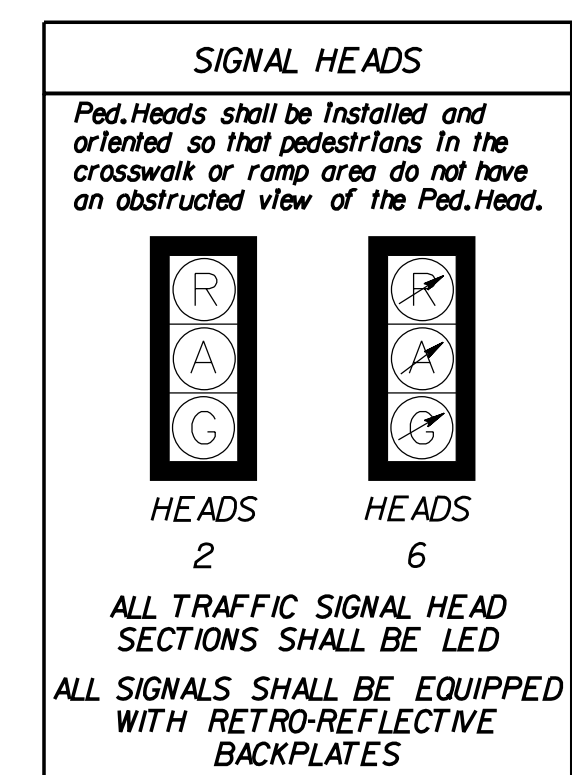 SIGNAL HEADS
Ped. Heads shall be installed and
oriented so that pedestrians in the
crosswalk or ramp area do not have
an obstructed view of the Ped. Head.
R R
A A
G G
HEADS HEADS
2 6
ALL TRAFFIC SIGNAL HEAD
SECTIONS SHALL BE LED
ALL SIGNALS SHALL BE EQUIPPED
WITH RETRO-REFLECTIVE
BACKPLATES